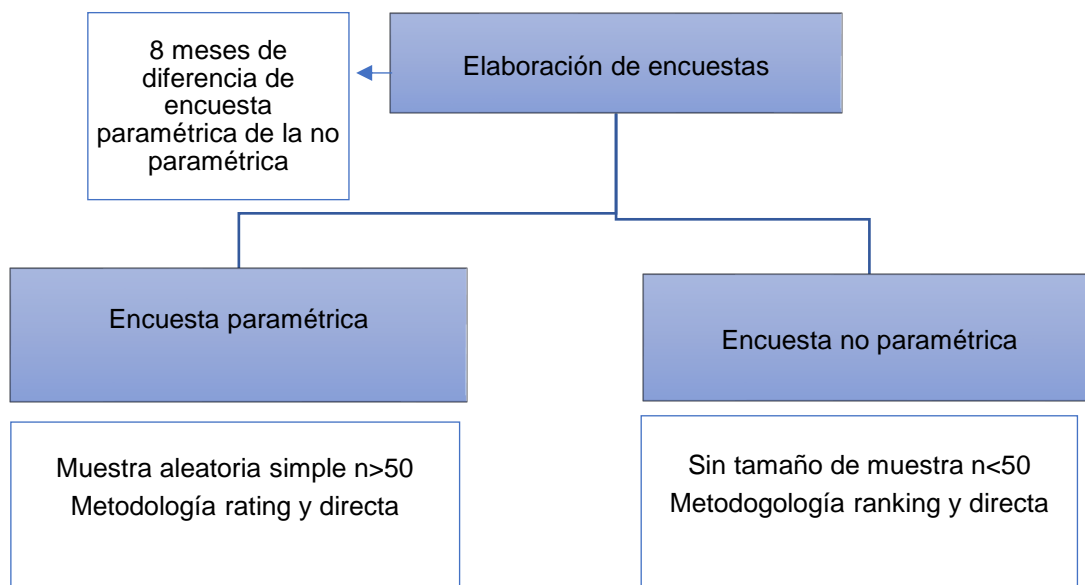 8 meses de
diferencia de
encuesta
paramétrica de la no
paramétrica
Elaboración de encuestas
Encuesta paramétrica
Encuesta no paramétrica
Muestra aleatoria simple n>50
Metodología rating y directa
Sin tamaño de muestra n<50
Metodogología ranking y directa